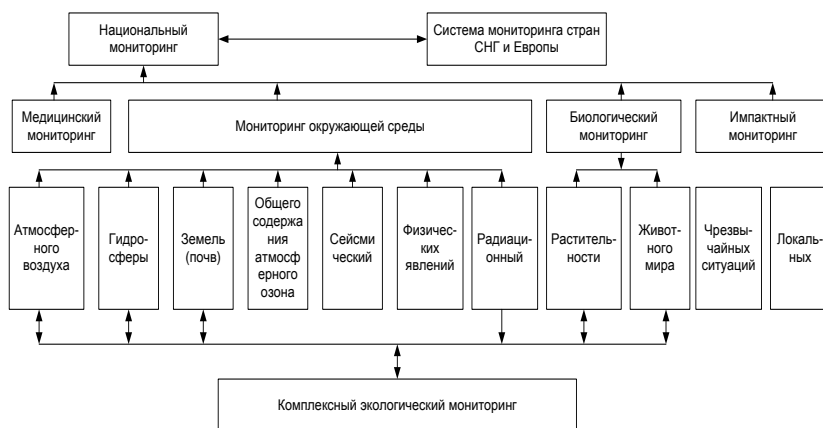 Национальный
мониторинг
Система мониторинга стран
СНГ и Европы
Медицинский
мониторинг
Мониторинг окружающей среды
Биологический
мониторинг
Импактный
мониторинг
Атмосфер-
ного
воздуха
Гидро-
сферы
Земель
(почв)
Общего
содержа
ния
атмосф
ерного
озона
Сейсм
ический
Физичес-
ких
явлений
Радиаци-
онный
Раститель-
ности
Живот-
ного
мира
Чрезвы-
чайных
ситуаций
Локаль-
ных
Комплексный экологический мониторинг